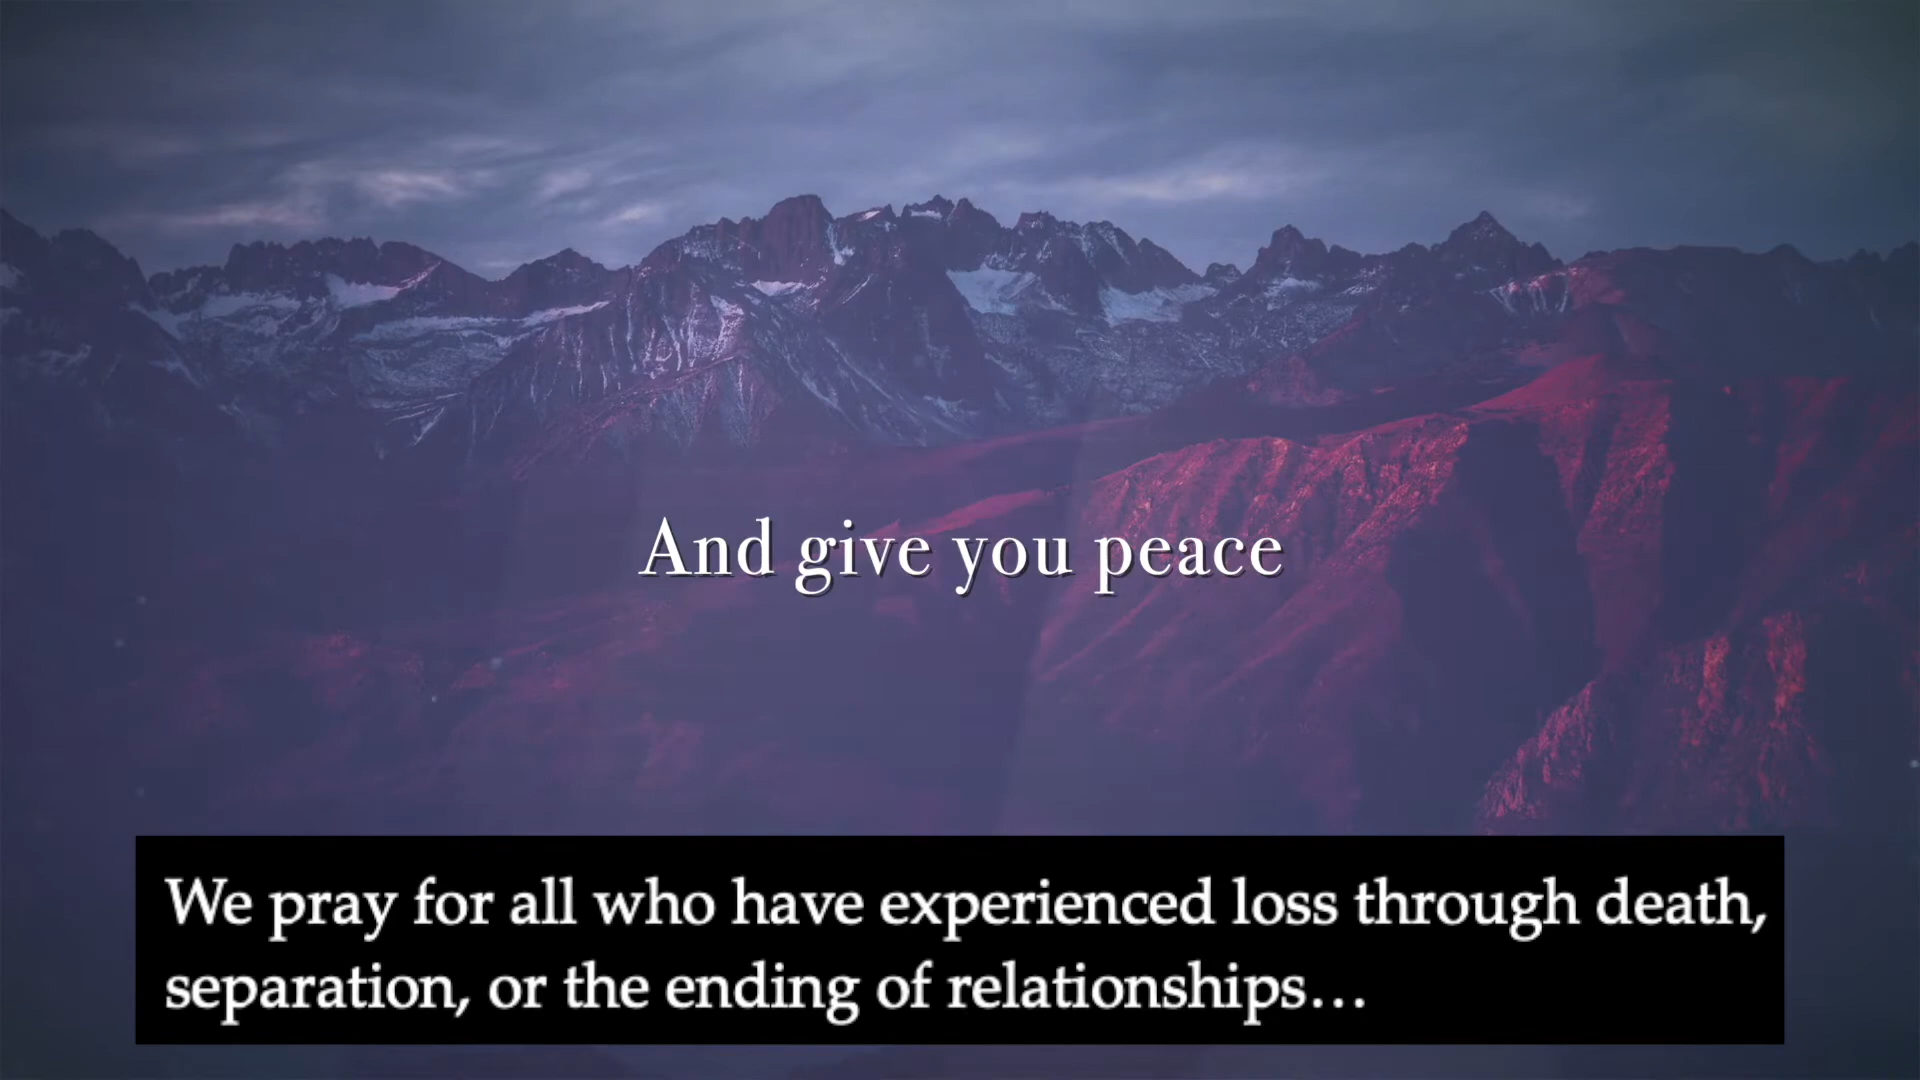 And give you peace
We pray for all who have experienced loss through death,
separation, or the ending of relationships…